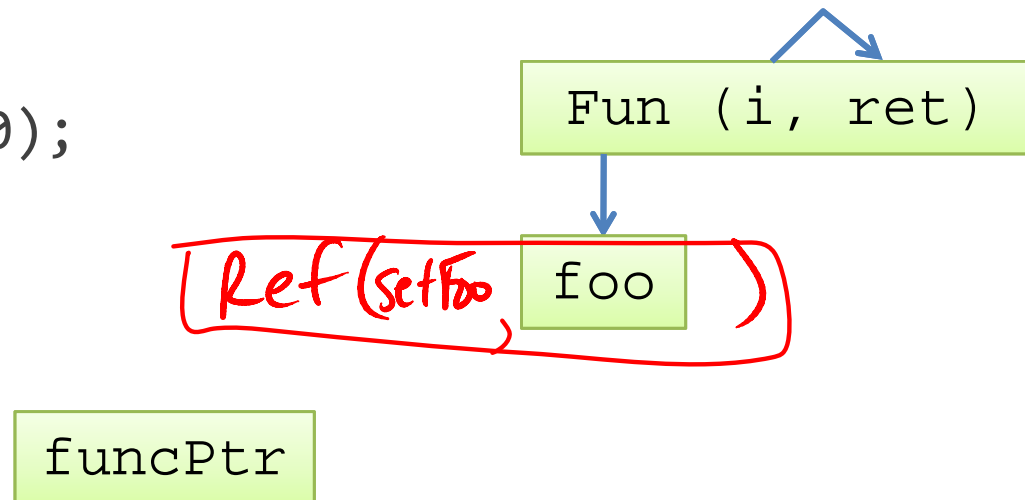 Fun (i, ret)
0);
Ref(setFoo, foo )
funcPtr